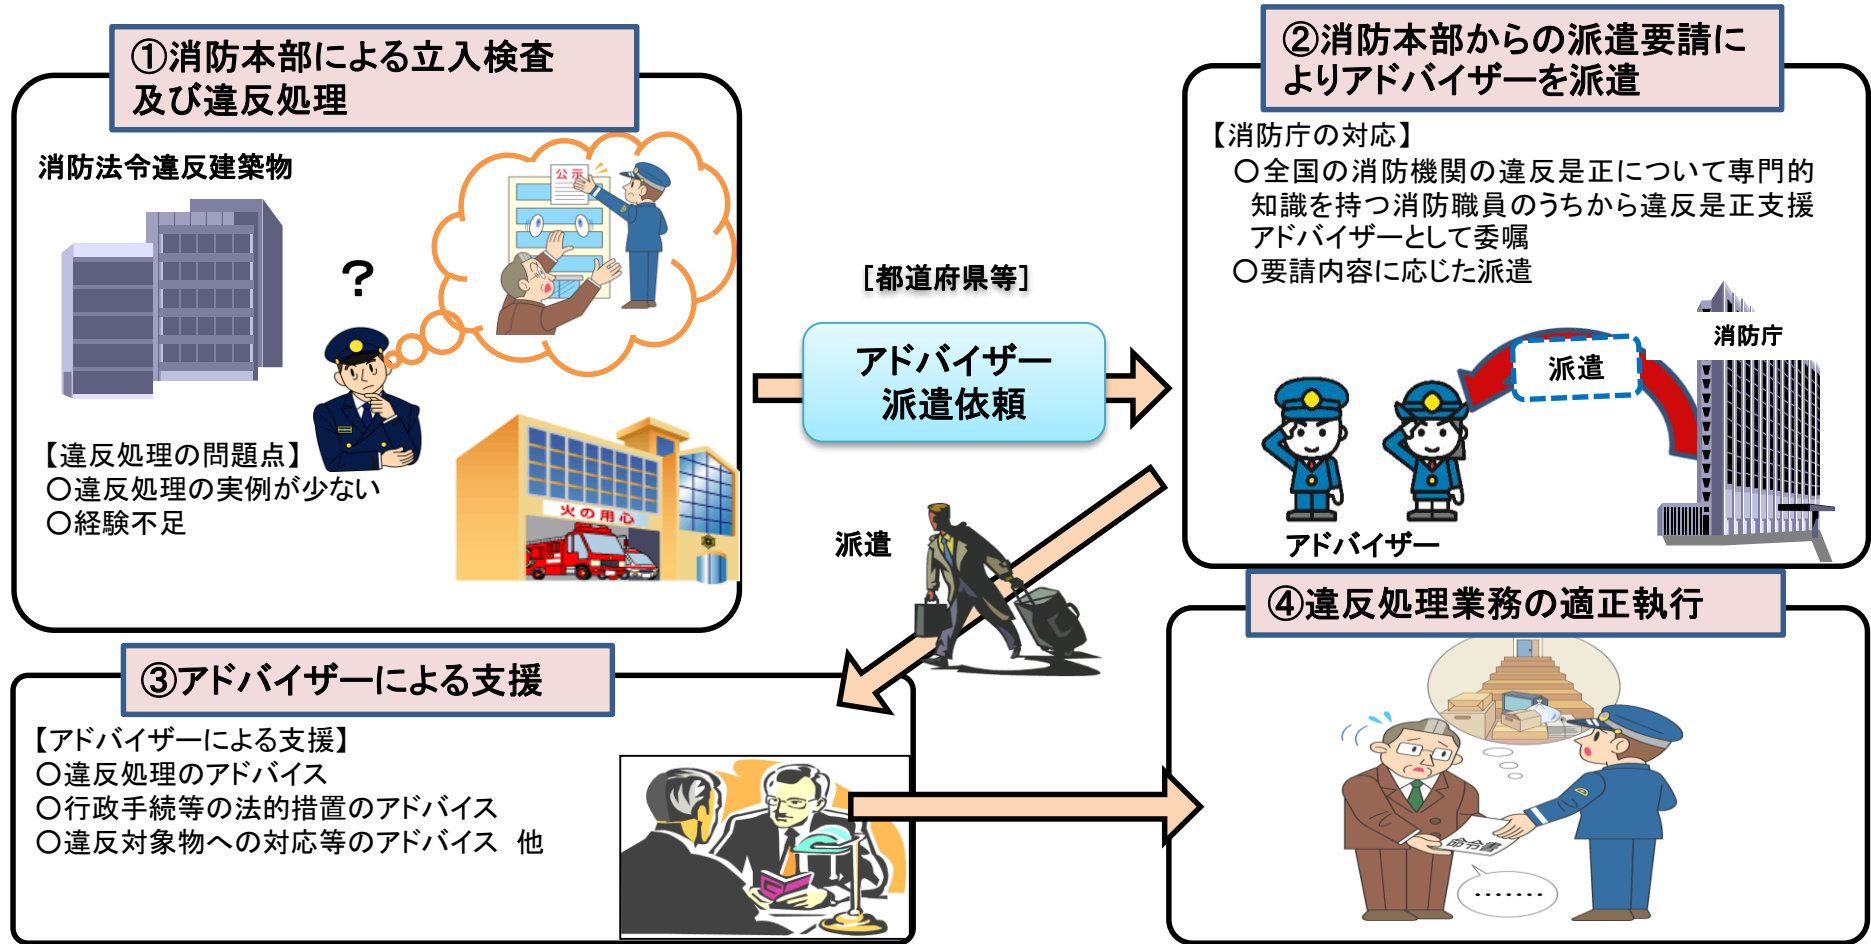 ①消防本部による立入検査
及び違反処理
消防法令違反建築物
公示
？
【違反処理の問題点】
〇違反処理の実例が少ない
〇経験不足
火の用心
[都道府県等]
アドバイザー
派遣依頼
②消防本部からの派遣要請に
よりアドバイザーを派遣
【消防庁の対応】
〇全国の消防機関の違反是正について専門的
知識を持つ消防職員のうちから違反是正支援
アドバイザーとして委嘱
〇要請内容に応じた派遣
消防庁
派遣
アドバイザー
派遣
③アドバイザーによる支援
【アドバイザーによる支援】
〇違反処理のアドバイス
〇行政手続等の法的措置のアドバイス
〇違反対象物への対応等のアドバイス　他
④違反処理業務の適正執行
命令書
・・・・・・・